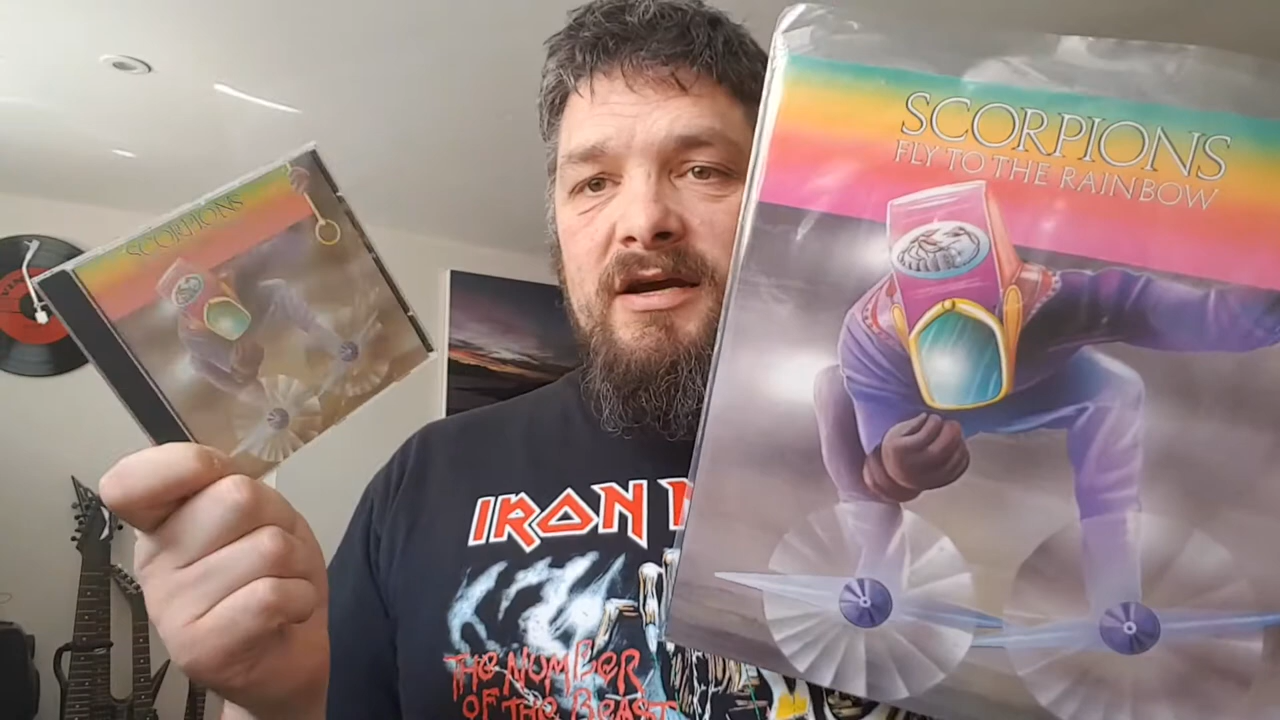 SCORPIONS
SCORPIONS
FLY TO THE RAINBOW
IRON M
THE NUMBER
OF THE BEAST